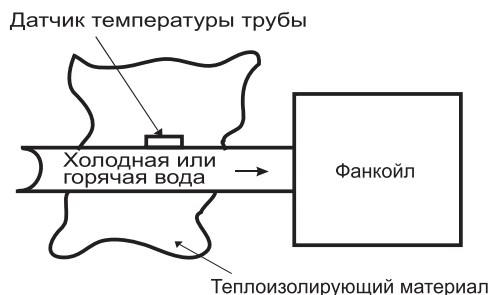 Датчик температуры трубы
Холодная или
горячая вода
Фанкойл
Теплоизолирующий материал